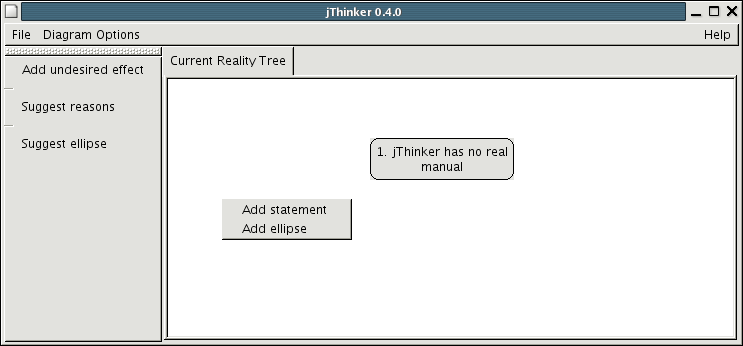 jThinker 0.4.0
File Diagram Options Help
Add undesired effect
Suggest reasons
Suggest ellipse
Current Reality Tree
1. jThinker has no real
manual
Add statement
Add ellipse